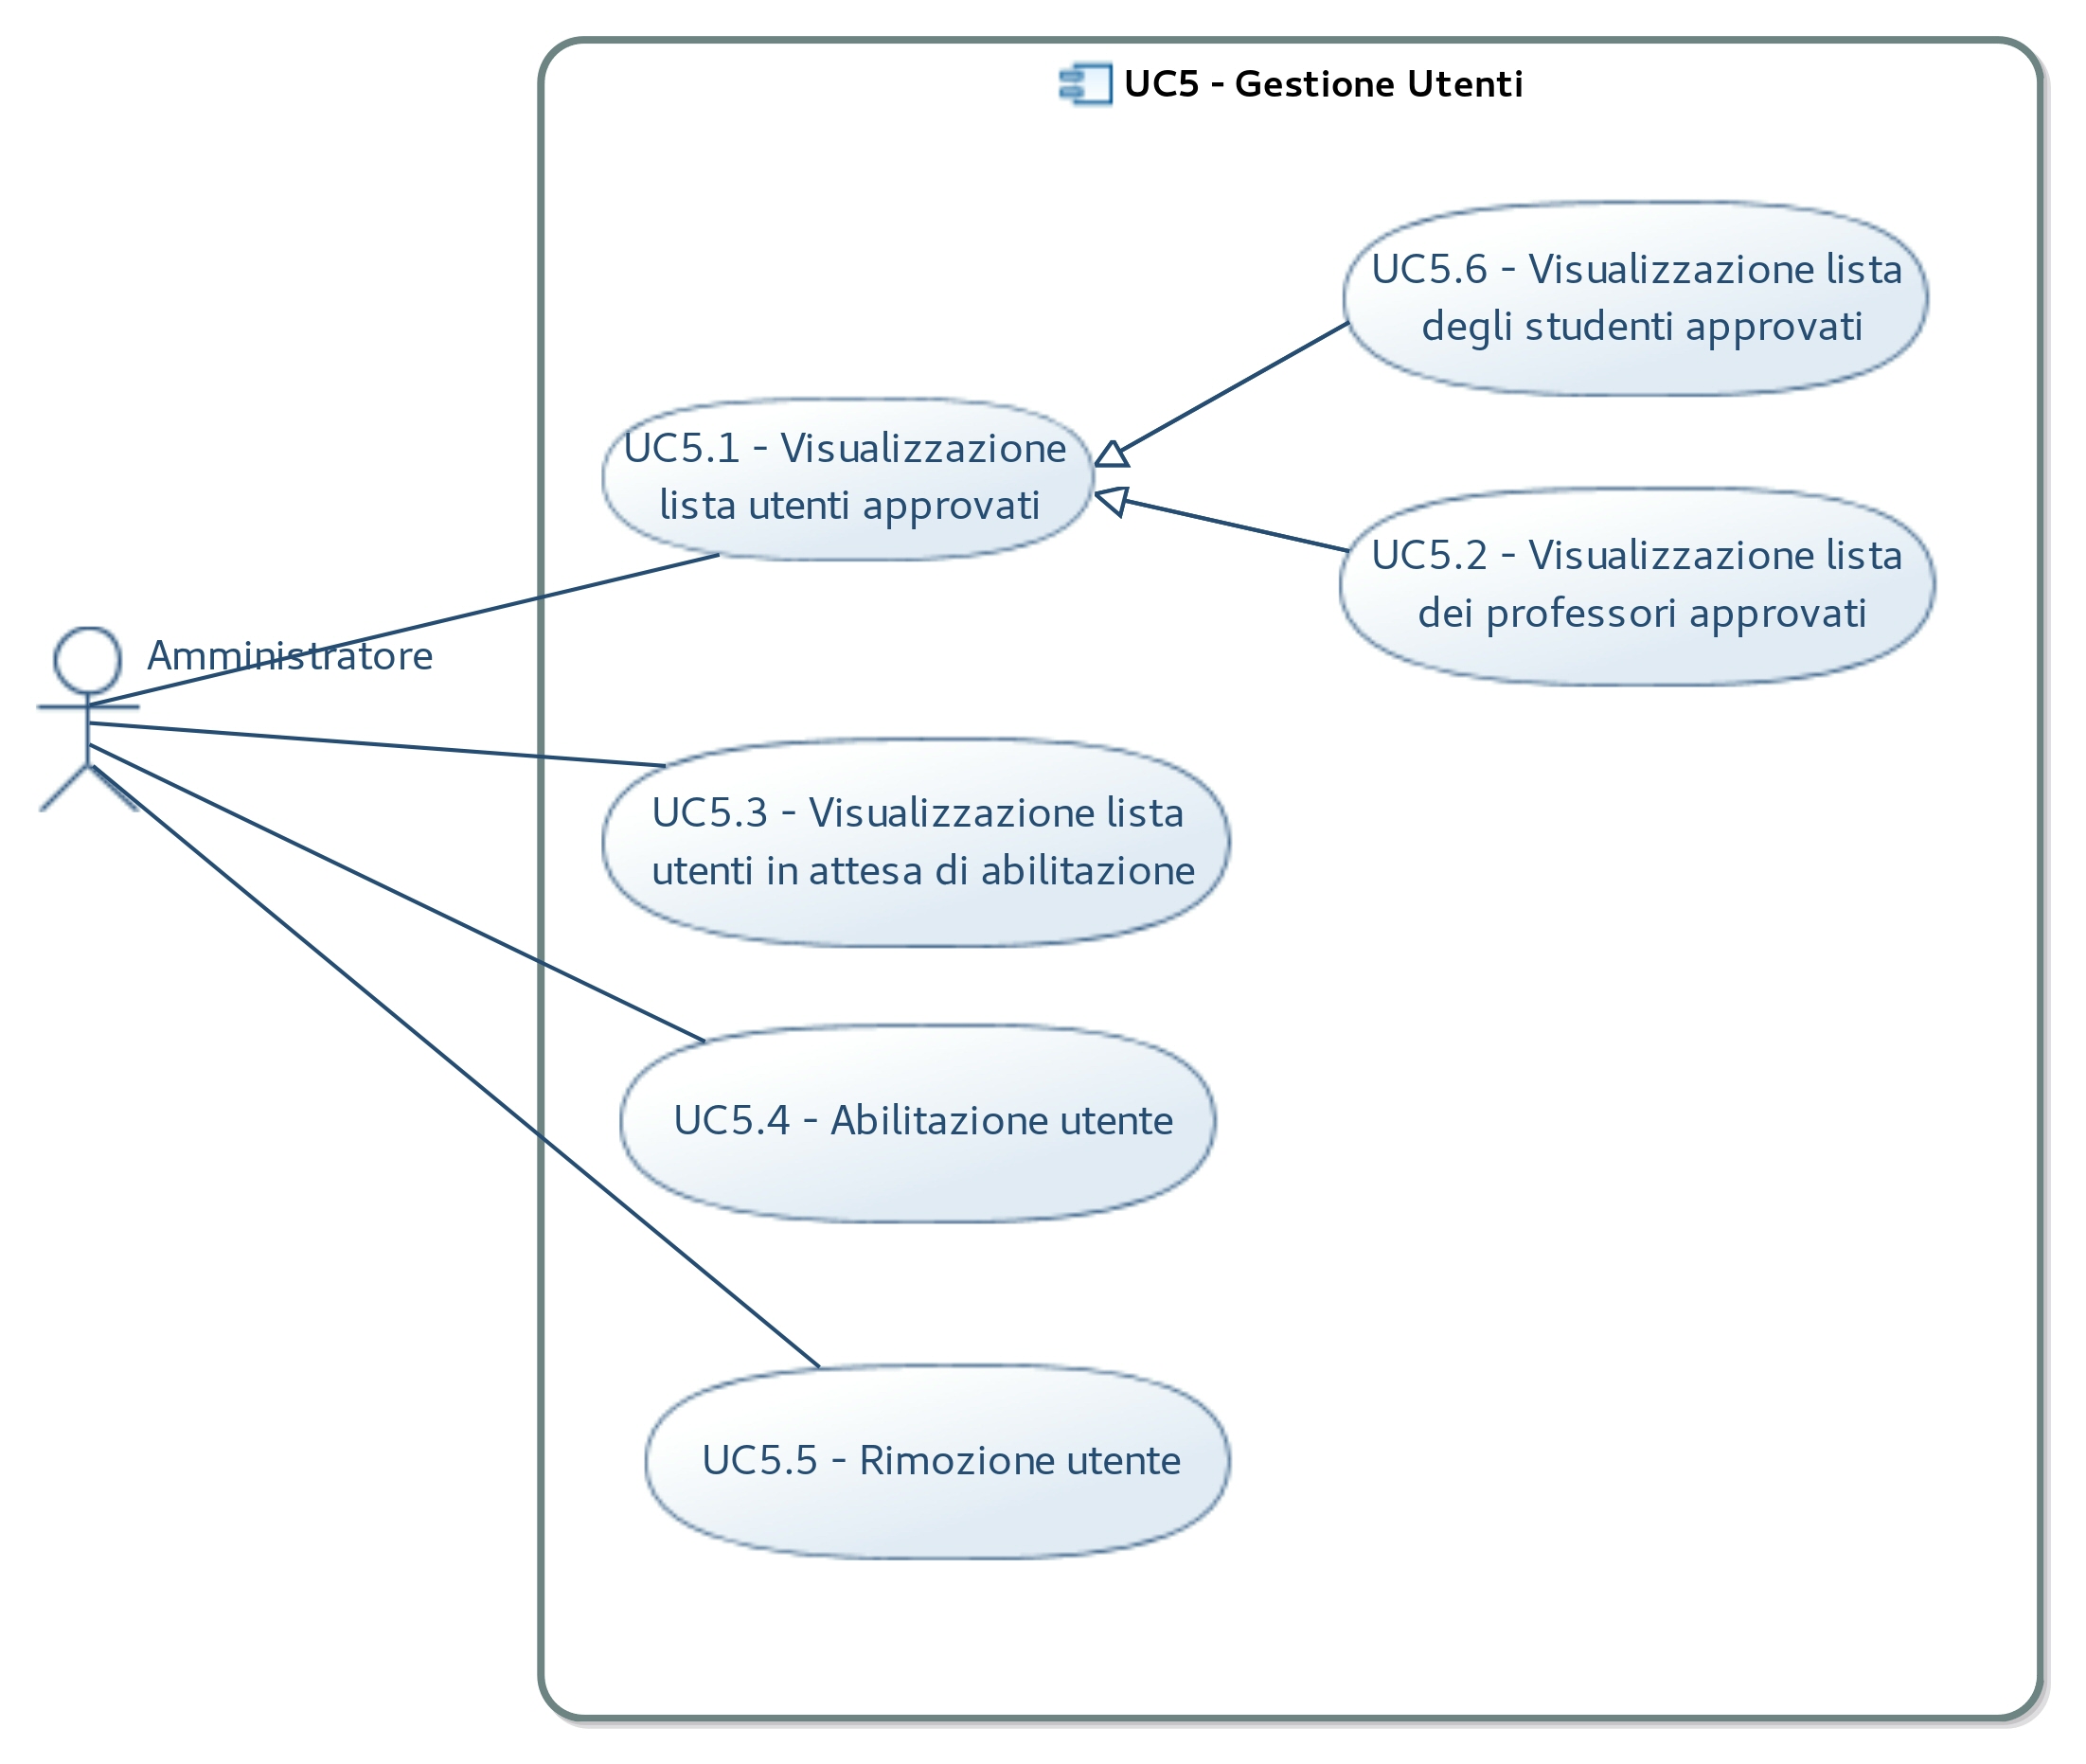 UC5 - Gestione Utenti
UC5.6 - Visualizzazione lista
degli studenti approvati
UC5.1 - Visualizzazione
lista utenti approvati
UC5.2 - Visualizzazione lista
dei professori approvati
Amministratore
UC5.3 - Visualizzazione lista
utenti in attesa di abilitazione
UC5.4 - Abilitazione utente
UC5.5 - Rimozione utente